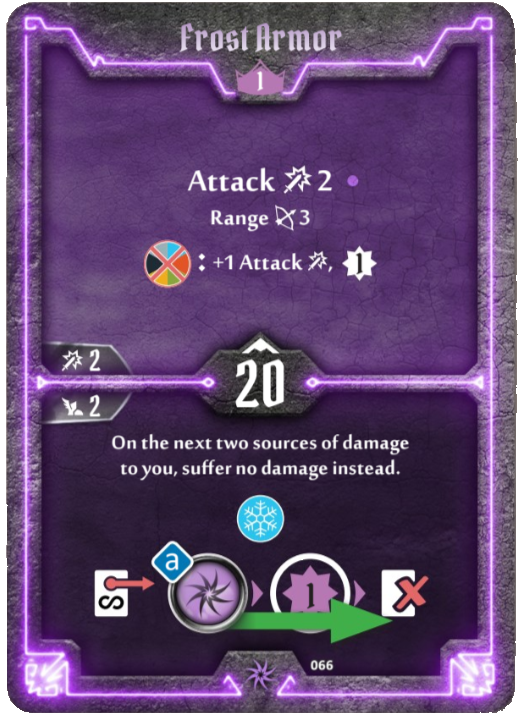 Frost Armor
1
Attack 2
Range 3
: +1 Attack , 1
2
20
2
On the next two sources of damage
to you, suffer no damage instead.
a
S 1
066